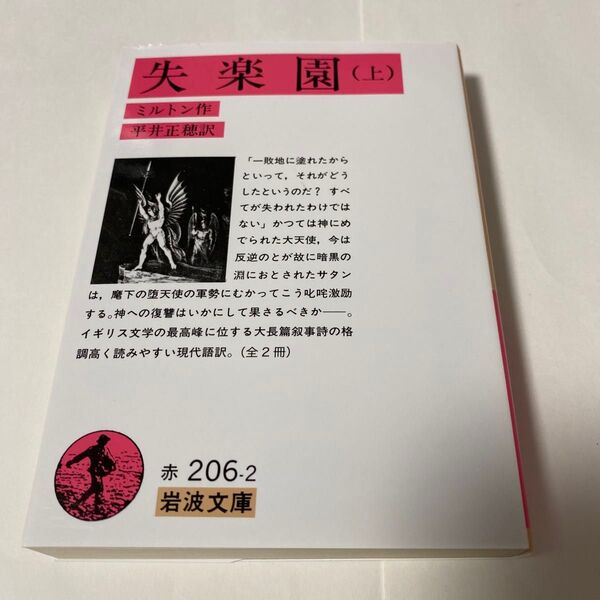 失楽園(上)
ミルトン作
平井正穂訳
「一敗地に塗れたから
といって，それがどう
したというのだ？ すべ
てが失われたわけでは
ない」かつては神にめ
でられた大天使，今は
反逆のとが故に暗黒の
淵におとされたサタン
は，麾下の堕天使の軍勢にむかってこう叱咤激励
する。神への復讐はいかにして果さるべきか──。
イギリス文学の最高峰に位する大長篇叙事詩の格
調高く読みやすい現代語訳。(全2冊)
赤 206-2
岩波文庫